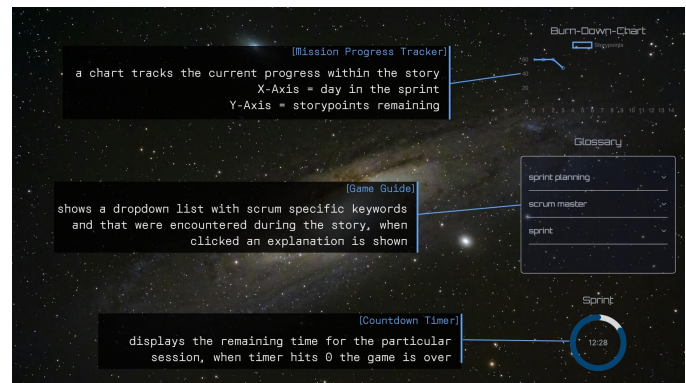 Burn-Down-Chart
Storypoints
[Mission Progress Tracker]
a chart tracks the current progress within the story
X-Axis = day in the sprint
Y-Axis = storypoints remaining
60
40
20
0
0 1 2 3 4 5 6 7 8 9 10 11 12 13 14
Glossary
[Game Guide]
shows a dropdown list with scrum specific keywords
and that were encountered during the story, when
clicked an explanation is shown
sprint planning
scrum master
sprint
Sprint
[Countdown Timer]
displays the remaining time for the particular
session, when timer hits 0 the game is over
12:28